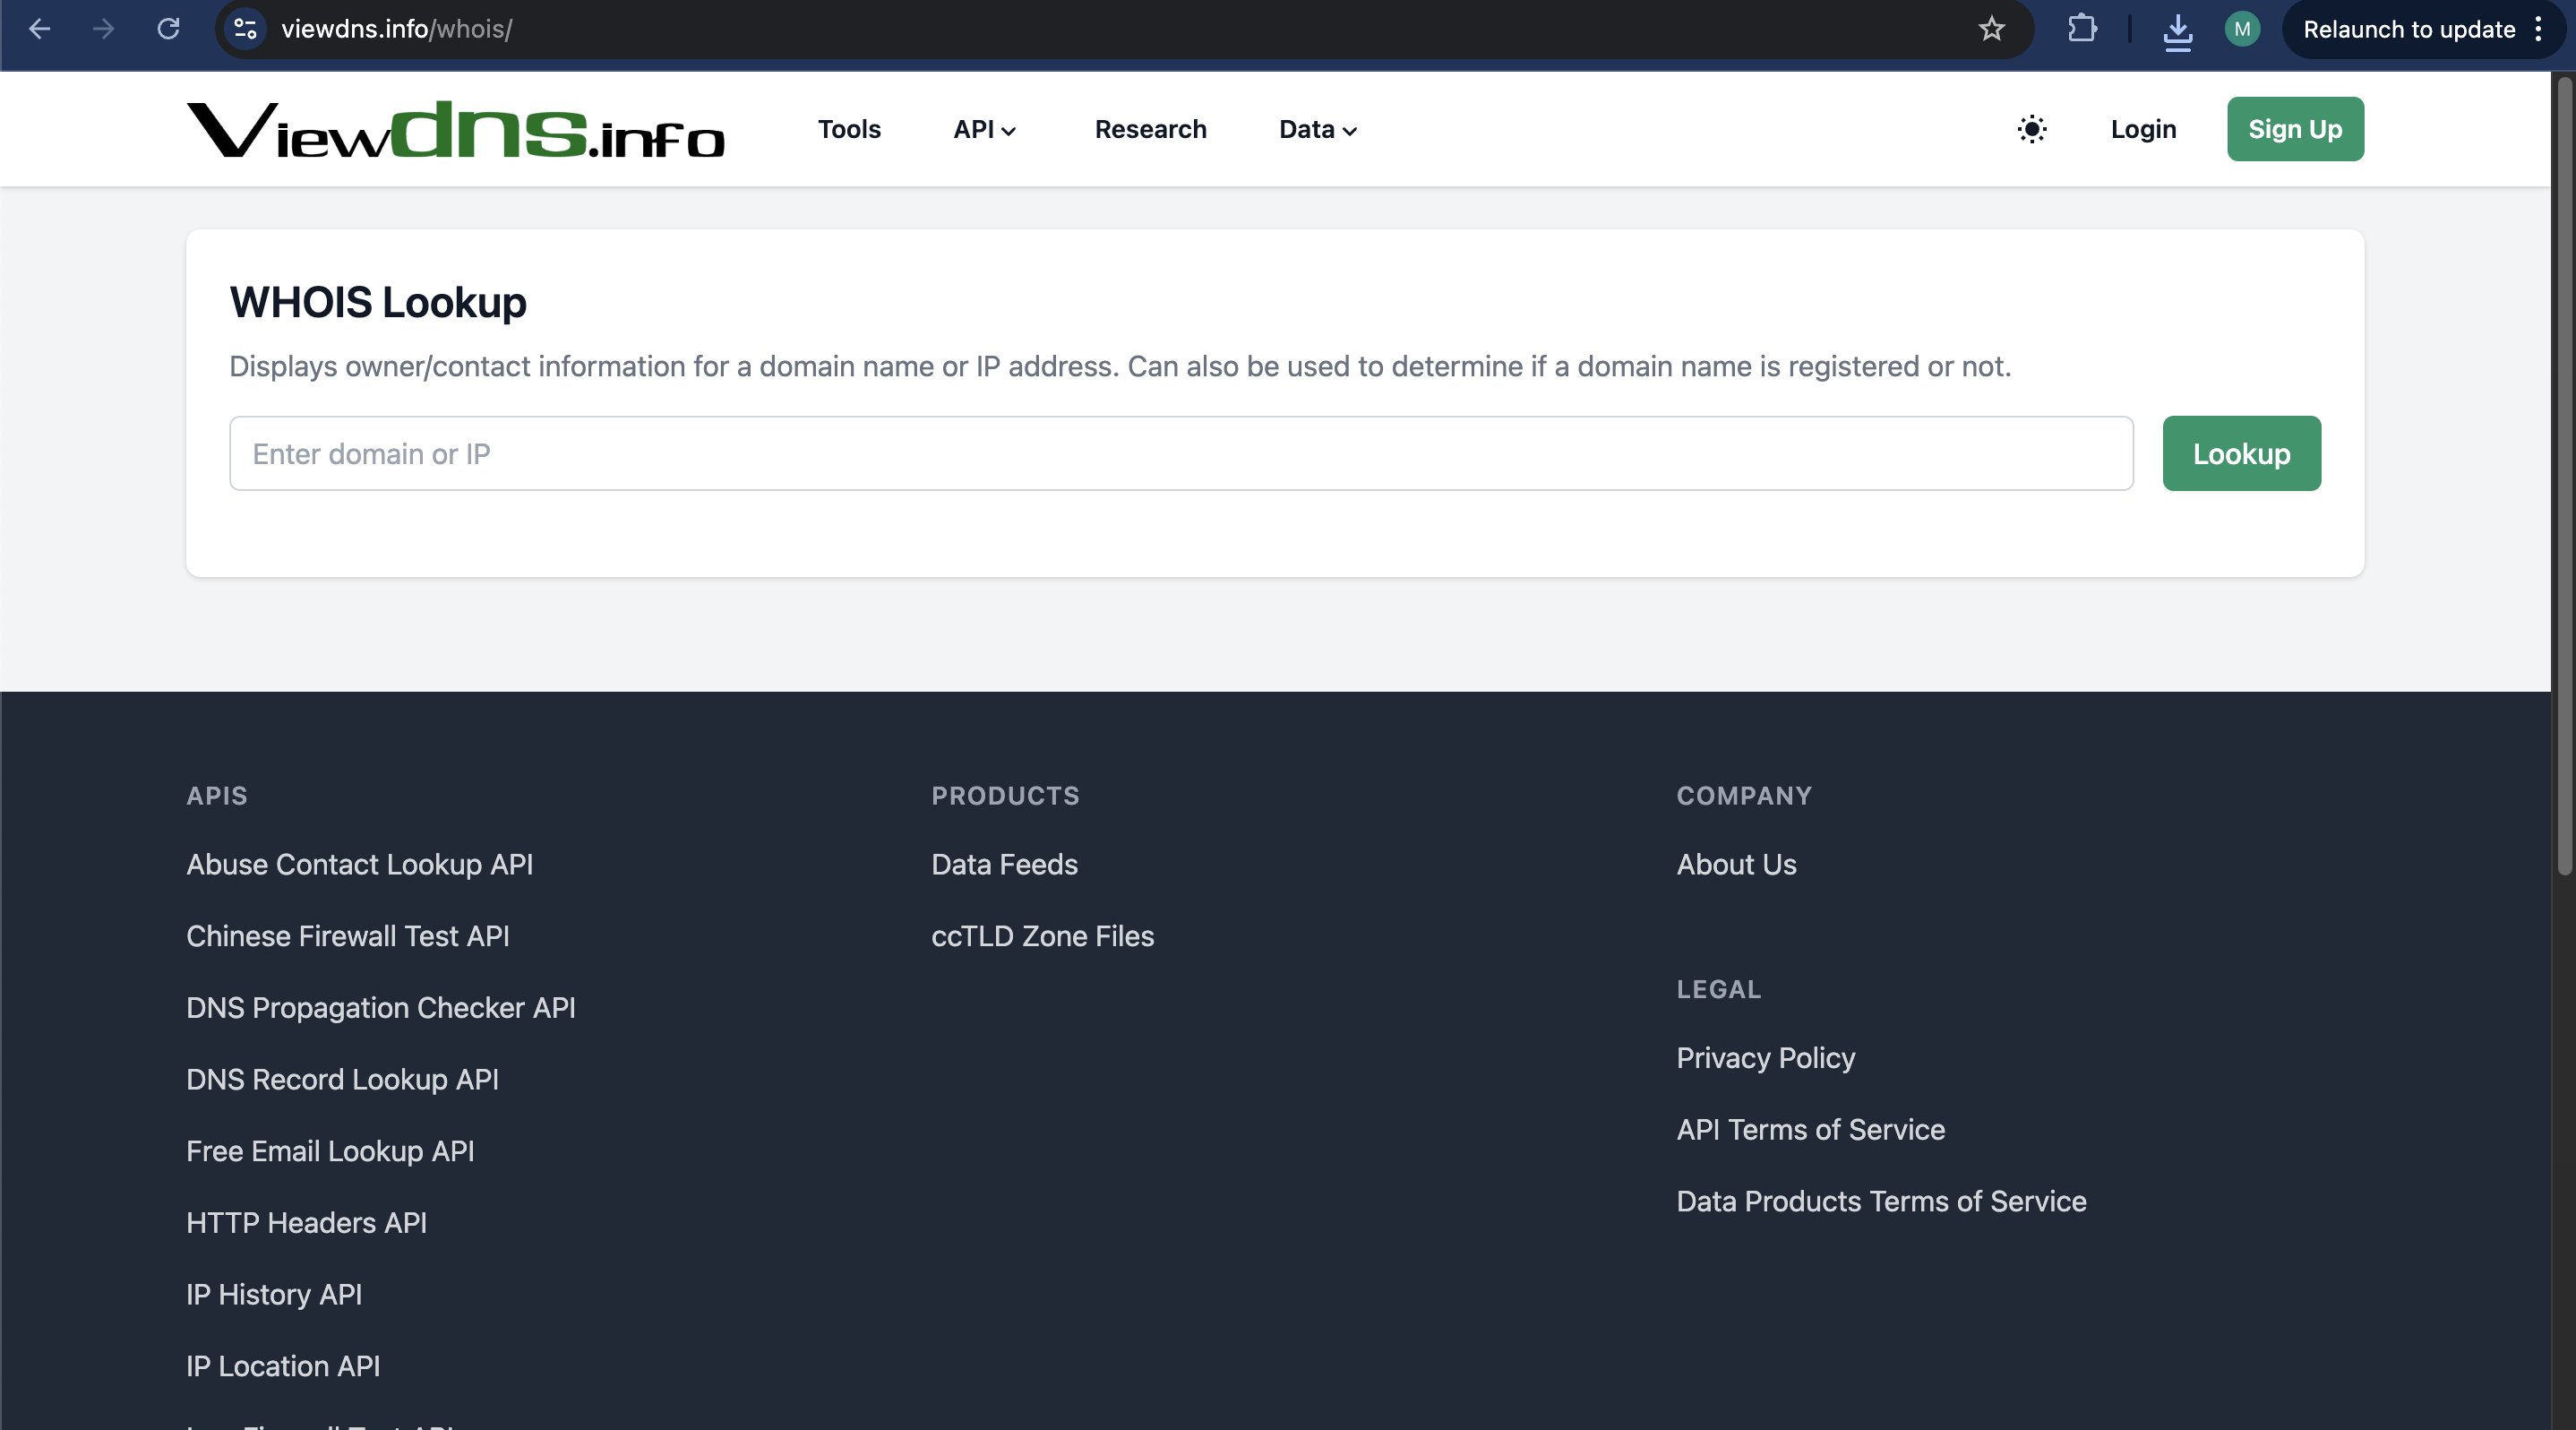 viewdns.info/whois/
M
Relaunch to update
Viewdns.info
Tools
API
Research
Data
Login
Sign Up
WHOIS Lookup
Displays owner/contact information for a domain name or IP address. Can also be used to determine if a domain name is registered or not.
Enter domain or IP
Lookup
APIS
Abuse Contact Lookup API
Chinese Firewall Test API
DNS Propagation Checker API
DNS Record Lookup API
Free Email Lookup API
HTTP Headers API
IP History API
IP Location API
PRODUCTS
Data Feeds
ccTLD Zone Files
COMPANY
About Us
LEGAL
Privacy Policy
API Terms of Service
Data Products Terms of Service